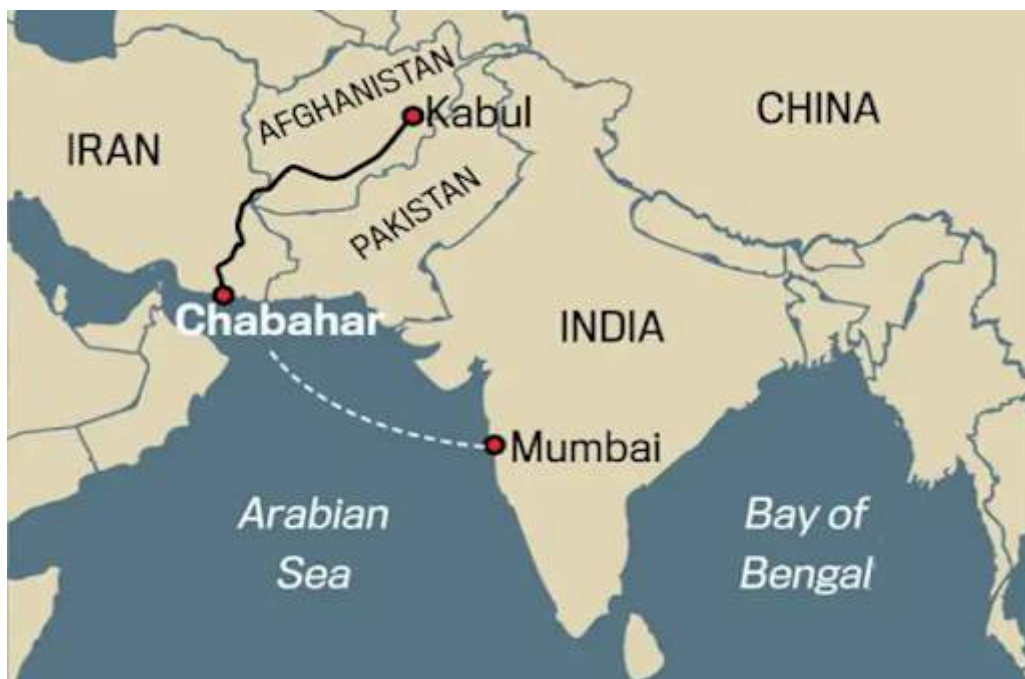 AFGHANISTAN
Kabul
CHINA
IRAN
PAKISTAN
Chabahar
INDIA
Mumbai
Arabian
Sea
Bay of
Bengal